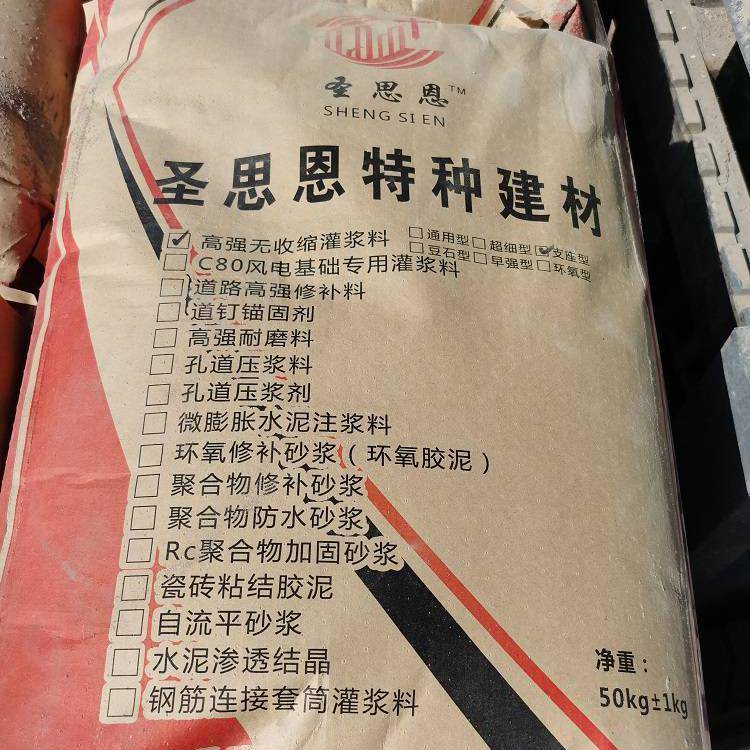 圣思恩™
SHENG SI EN
圣思恩特种建材
☑高强无收缩灌浆料 □通用型□超细型☑支座型
□豆石型□早强型□环氧型
□C80风电基础专用灌浆料
□道路高强修补料
□道钉锚固剂
□高强耐磨料
□孔道压浆料
□孔道压浆剂
□微膨胀水泥注浆料
□环氧修补砂浆（环氧胶泥）
□聚合物修补砂浆
□聚合物防水砂浆
□Rc聚合物加固砂浆
□瓷砖粘结胶泥
□自流平砂浆
□水泥渗透结晶
□钢筋连接套筒灌浆料
净重：
50kg±1kg